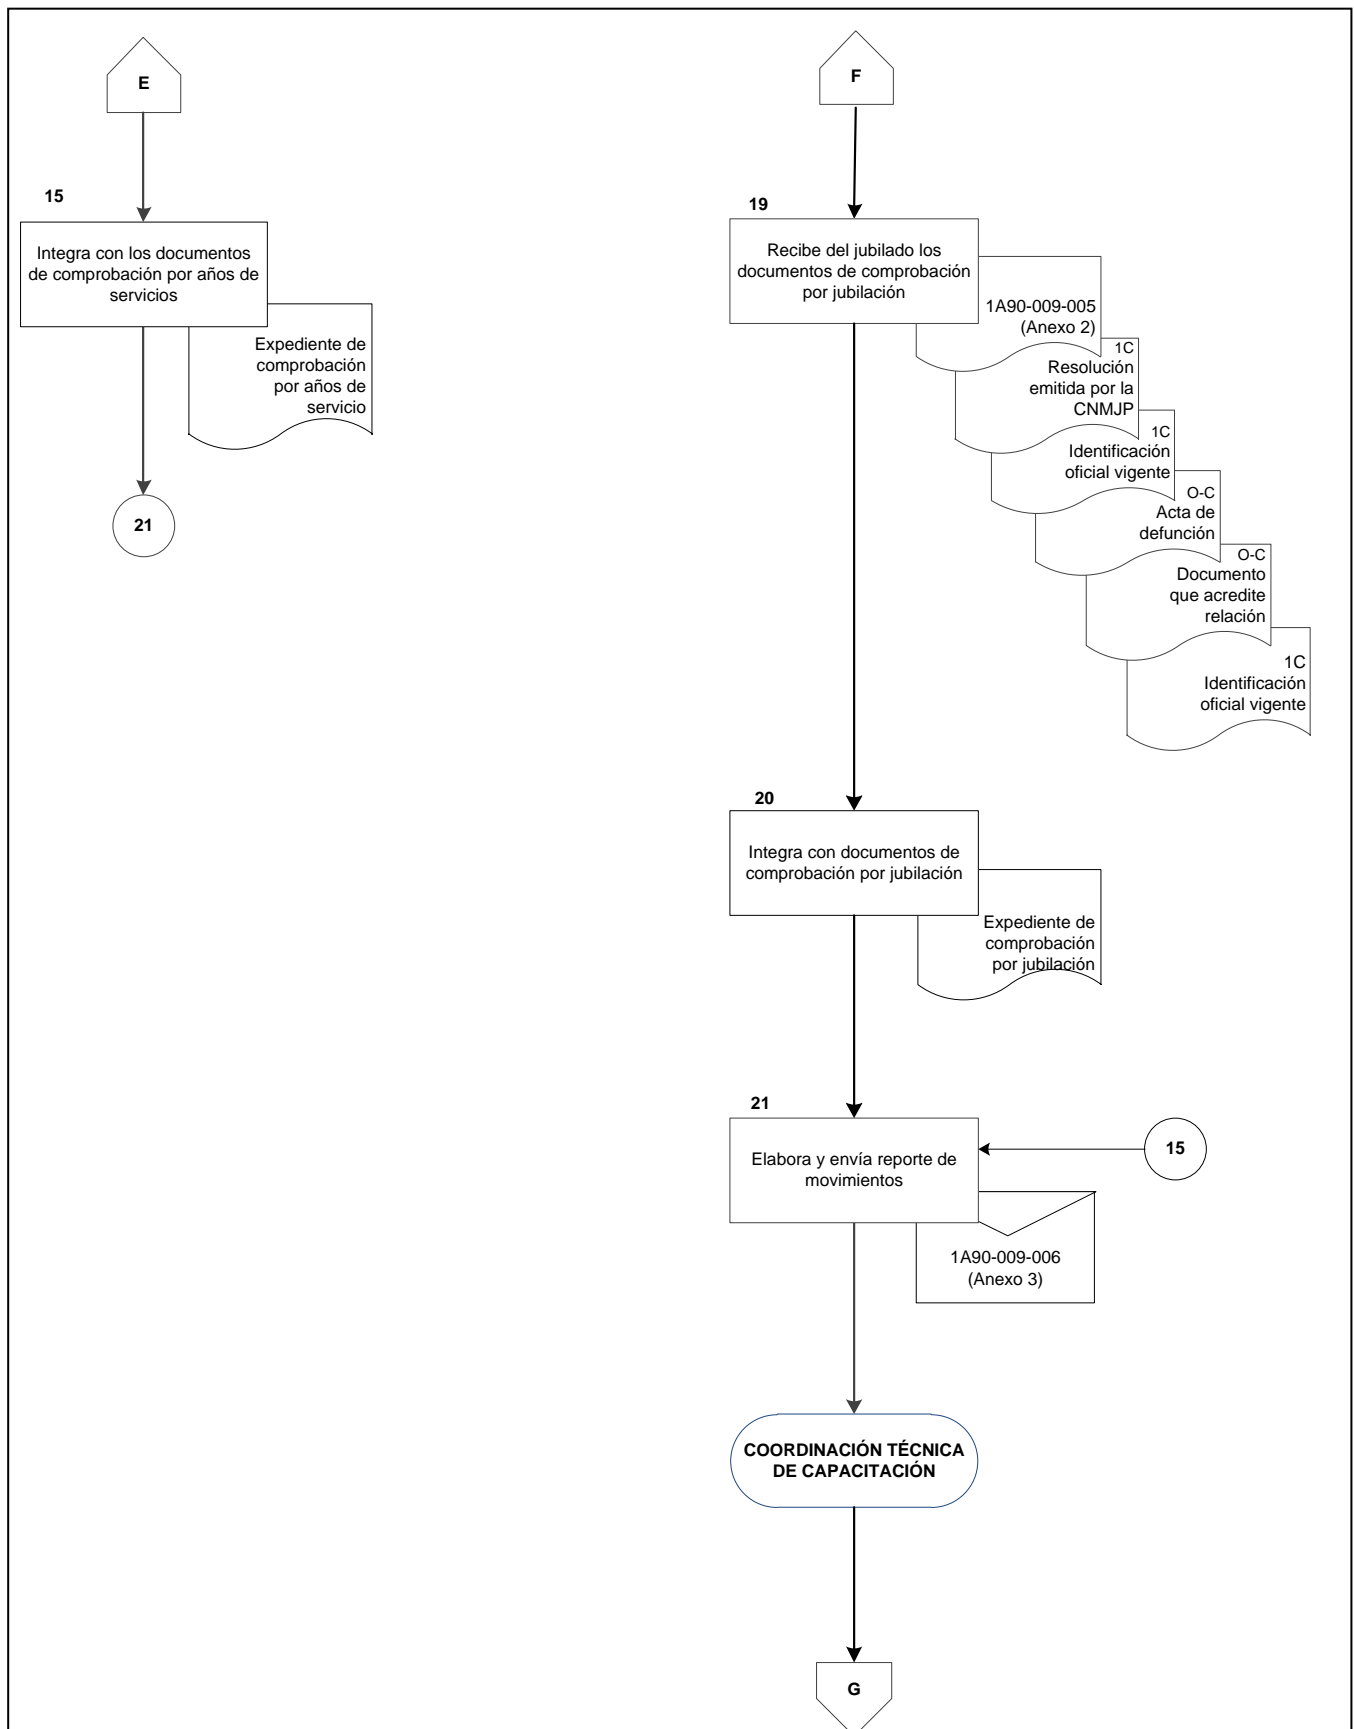 E
15
Integra con los documentos
de comprobación por años de
servicios
Expediente de
comprobación
por años de
servicio
21
F
19
Recibe del jubilado los
documentos de comprobación
por jubilación
1A90-009-005
(Anexo 2)
1C
Resolución
emitida por la
CNMJP
1C
Identificación
oficial vigente
O-C
Acta de
defunción
O-C
Documento
que acredite
relación
1C
Identificación
oficial vigente
20
Integra con documentos de
comprobación por jubilación
Expediente de
comprobación
por jubilación
21
Elabora y envía reporte de
movimientos
15
1A90-009-006
(Anexo 3)
COORDINACIÓN TÉCNICA
DE CAPACITACIÓN
G